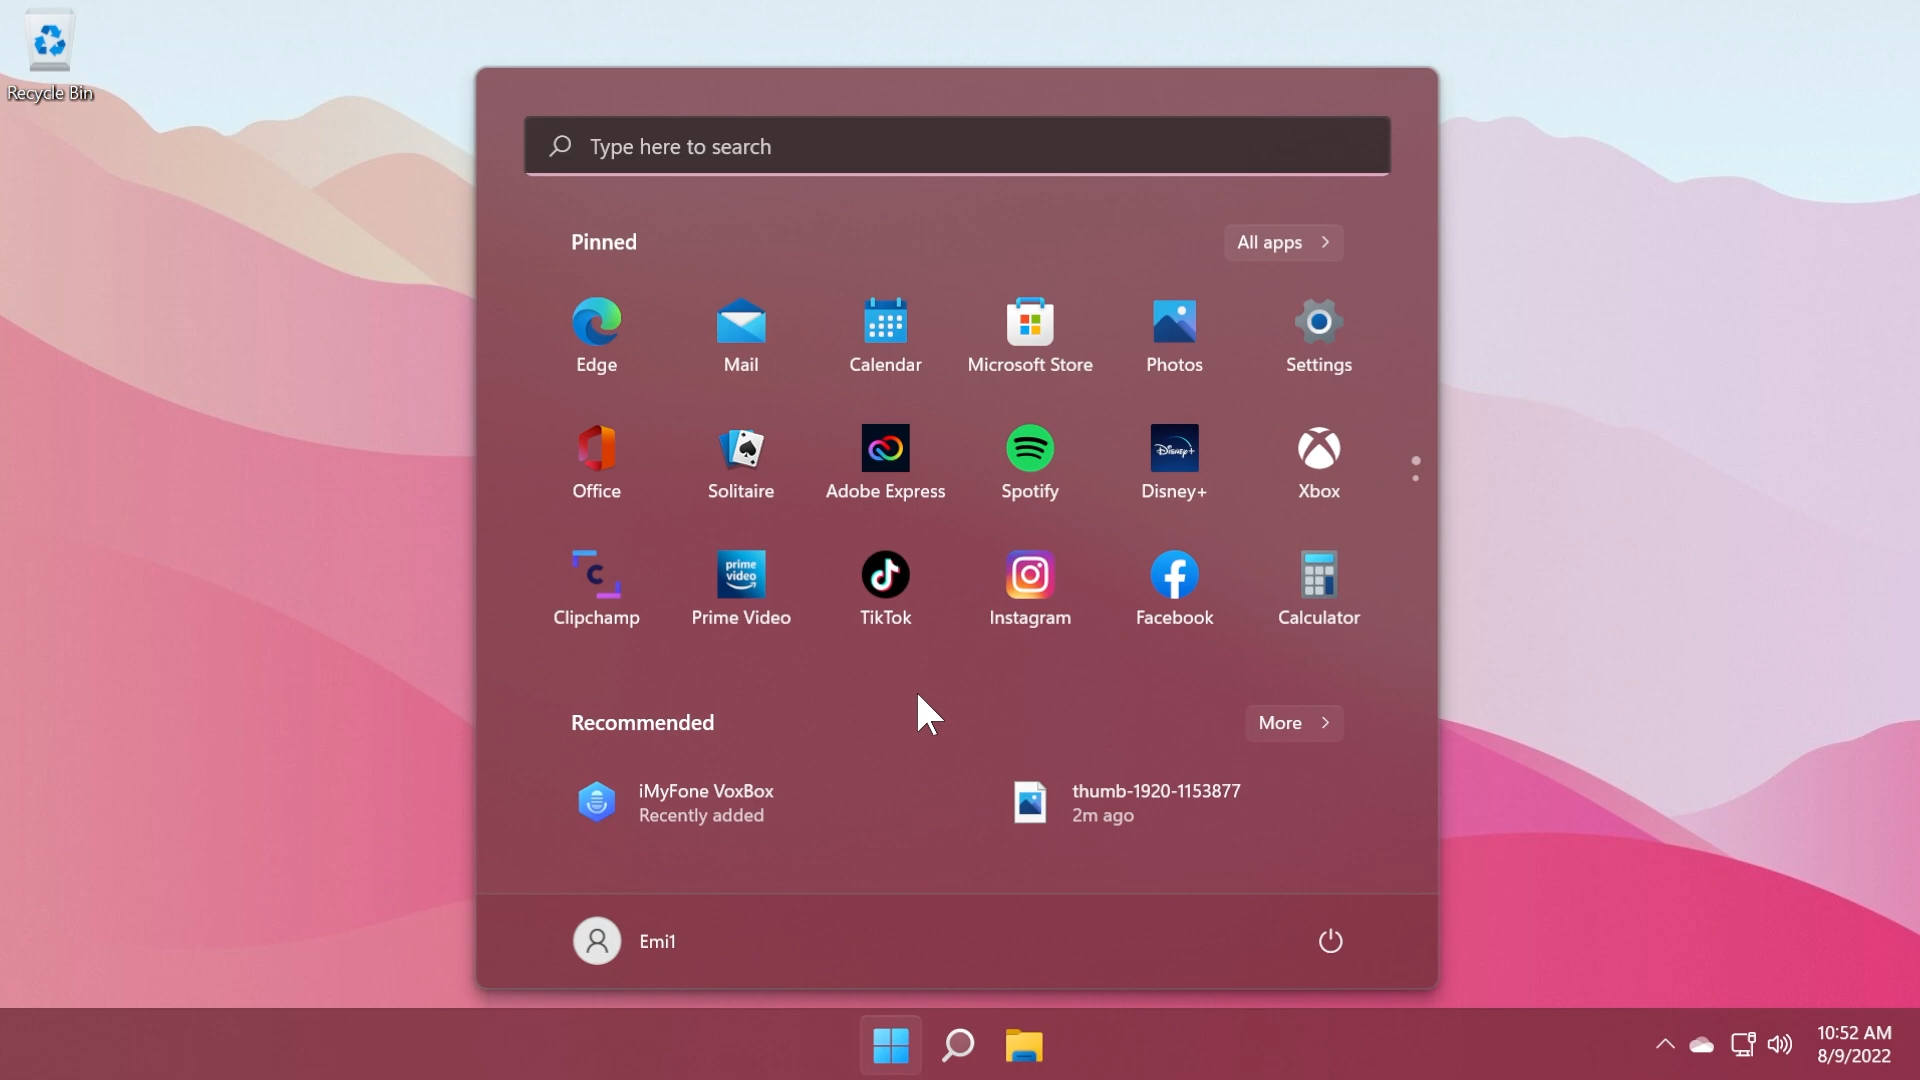 Recycle Bin
Type here to search
Pinned
All apps
Edge
Mail
Calendar
Microsoft Store
Photos
Settings
Disney+
Office
Solitaire
Adobe Express
Spotify
Disney+
Xbox
C
prime
video
Clipchamp
Prime Video
TikTok
Instagram
Facebook
Calculator
Recommended
More
iMyFone VoxBox
Recently added
thumb-1920-1153877
2m ago
Emi1
10:52 AM
8/9/2022